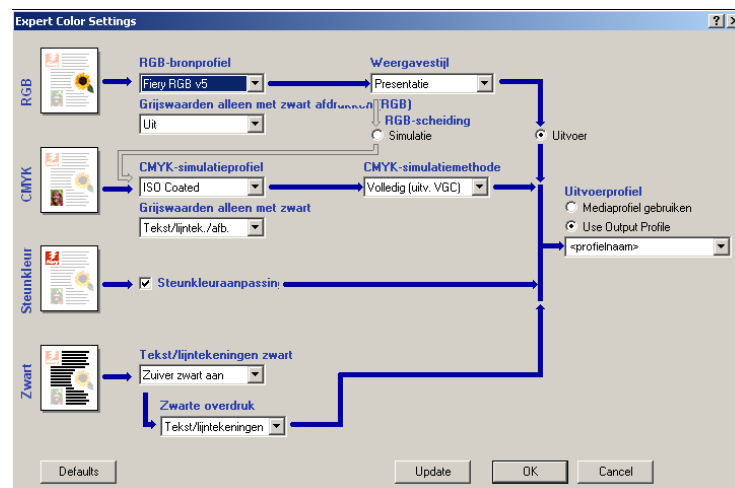 Expert Color Settings
RGB
RGB-bronprofiel
Weergavestijl
Fiery RGB v5
Presentatie
Grijswaarden alleen met zwart afdrukken (RGB)
RGB-scheiding
Uit
Simulatie
Uitvoer
CMYK
CMYK-simulatieprofiel
CMYK-simulatiemethode
ISO Coated
Volledig (uitv. VGC)
Uitvoerprofiel
Mediaprofiel gebruiken
Grijswaarden alleen met zwart
Use Output Profile
Tekst/lijntek./afb.
<profielnaam>
Steunkleur
Steunkleuraanpassing
Zwart
Tekst/lijntekeningen zwart
Zuiver zwart aan
Zwarte overdruk
Tekst/lijntekeningen
Defaults
Update
OK
Cancel